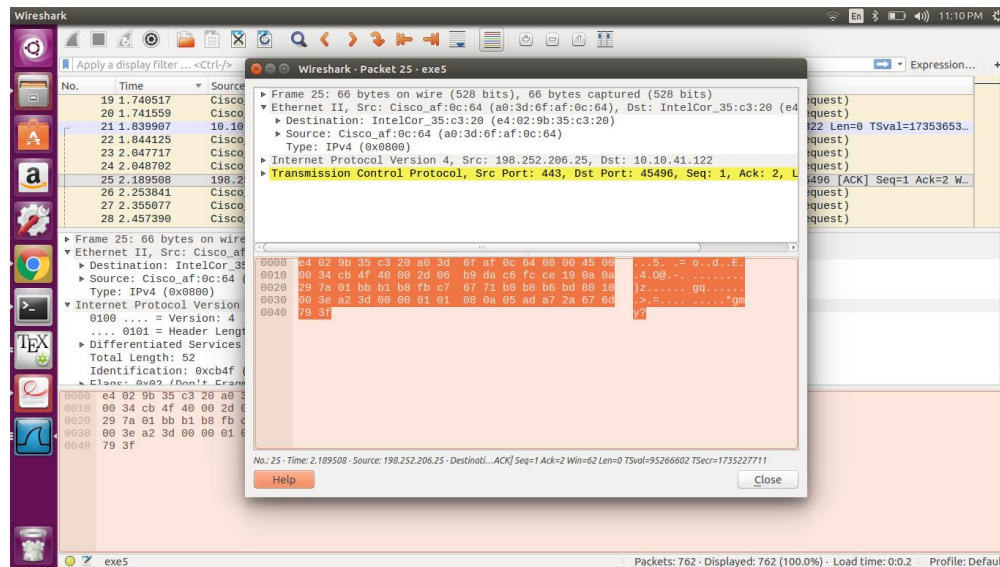 Wireshark
En
11:10 PM
Apply a display filter ... <Ctrl-/>
Expression...
+
No. Time Source
19 1.740517 Cisco
20 1.741559 Cisco
21 1.839907 10.10
22 1.844125 Cisco
23 2.047717 Cisco
24 2.048702 Cisco
25 2.189508 198.2
26 2.253841 Cisco
27 2.355077 Cisco
28 2.457390 Cisco
equest)
equest)
322 Len=0 TSval=17353653...
equest)
equest)
equest)
5496 [ACK] Seq=1 Ack=2 W...
equest)
equest)
equest)
Frame 25: 66 bytes on wire
Ethernet II, Src: Cisco_af
Destination: IntelCor_35
Source: Cisco_af:0c:64 (
Type: IPv4 (0x0800)
Internet Protocol Version
0100 .... = Version: 4
.... 0101 = Header Lengt
Differentiated Services
Total Length: 52
Identification: 0xcb4f (
Flags: 0x02 (Don't Fragm
0000 e4 02 9b 35 c3 20 a0 3
0010 00 34 cb 4f 40 00 2d 0
0020 29 7a 01 bb b1 b8 fb c
0030 00 3e a2 3d 00 00 01 0
0040 79 3f
Wireshark · Packet 25 · exe5
Frame 25: 66 bytes on wire (528 bits), 66 bytes captured (528 bits)
Ethernet II, Src: Cisco_af:0c:64 (a0:3d:6f:af:0c:64), Dst: IntelCor_35:c3:20 (e4
Destination: IntelCor_35:c3:20 (e4:02:9b:35:c3:20)
Source: Cisco_af:0c:64 (a0:3d:6f:af:0c:64)
Type: IPv4 (0x0800)
Internet Protocol Version 4, Src: 198.252.206.25, Dst: 10.10.41.122
Transmission Control Protocol, Src Port: 443, Dst Port: 45496, Seq: 1, Ack: 2, L
0000 e4 02 9b 35 c3 20 a0 3d 6f af 0c 64 08 00 45 00 ...5. .= o..d..E.
0010 00 34 cb 4f 40 00 2d 06 b9 da c6 fc ce 19 0a 0a .4.O@.-. ........
0020 29 7a 01 bb b1 b8 fb c7 67 71 b0 b8 b6 bd 80 10 )z...... gq......
0030 00 3e a2 3d 00 00 01 01 08 0a 05 ad a7 2a 67 6d .>.=.... .....*gm
0040 79 3f y?
No.: 25 · Time: 2.189508 · Source: 198.252.206.25 · Destinati...ACK] Seq=1 Ack=2 Win=62 Len=0 TSval=95266602 TSecr=1735227711
Help
Close
exe5
Packets: 762 · Displayed: 762 (100.0%) · Load time: 0:0.2
Profile: Defaul
a
TEX